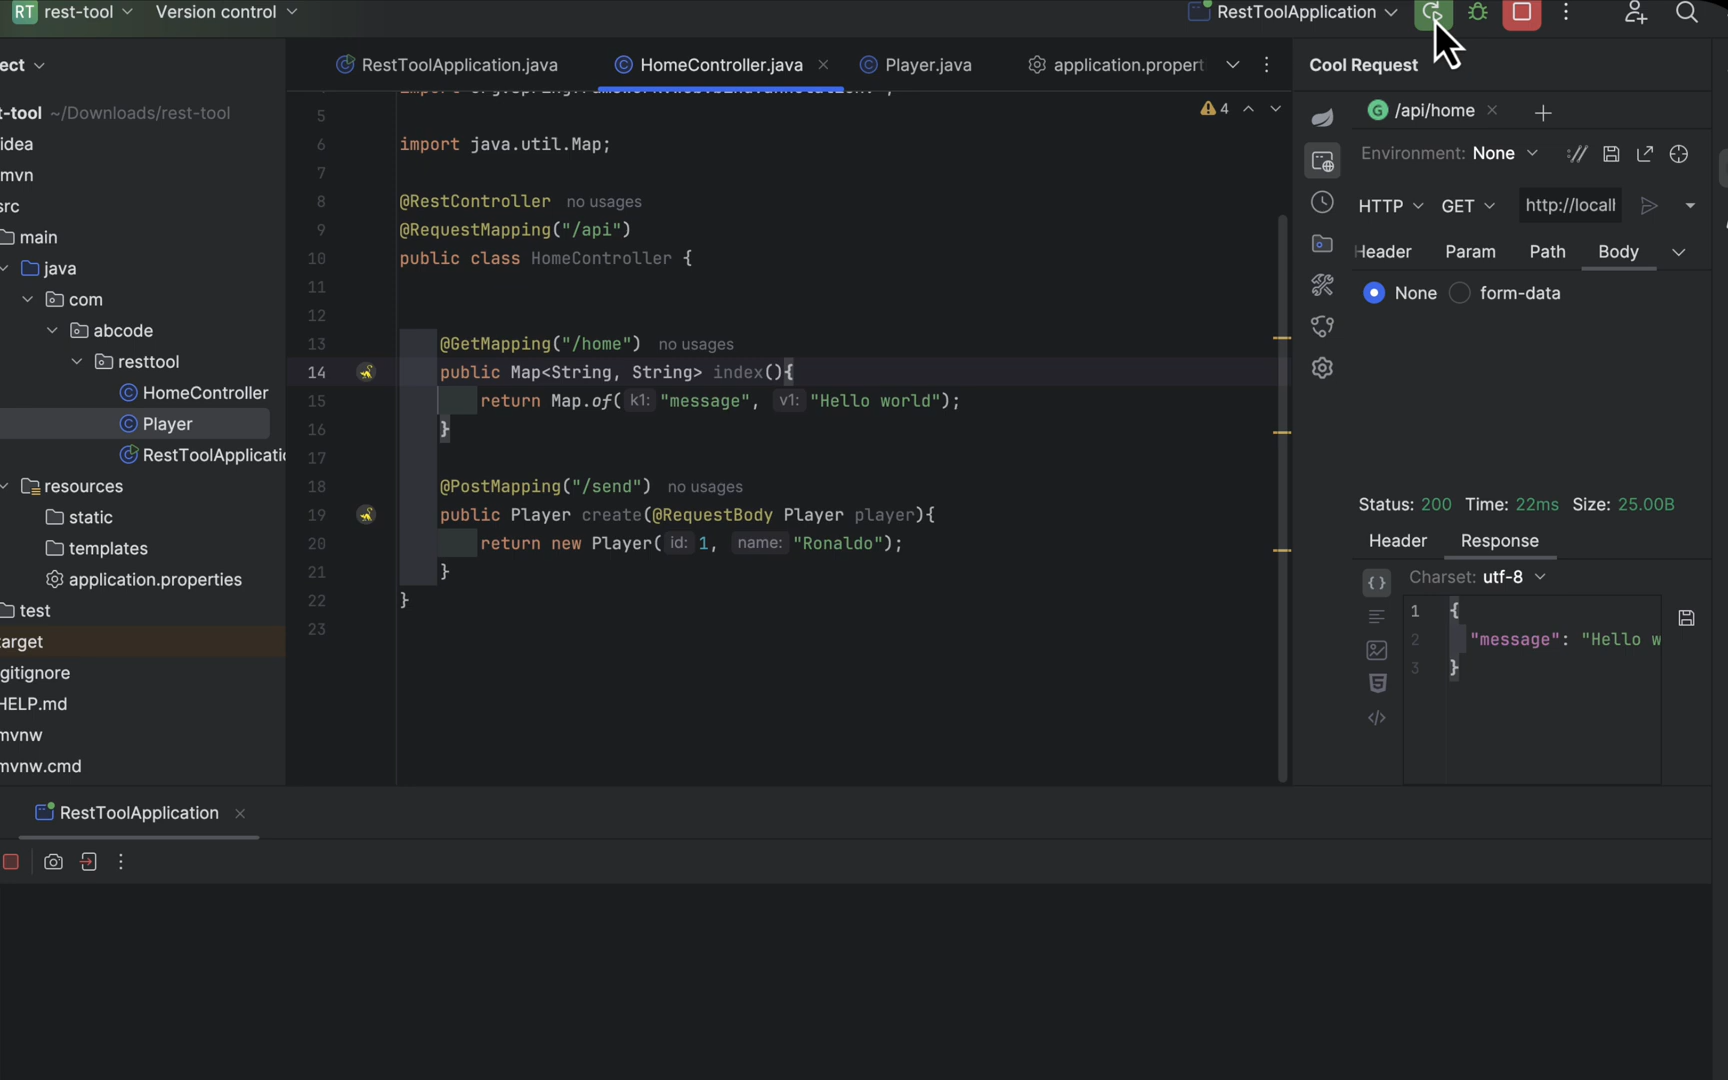 RT rest-tool Version control RestToolApplication
ect
RestToolApplication.java HomeController.java Player.java application.propert
Cool Request
t-tool ~/Downloads/rest-tool
idea
mvn
src
main
java
com
abcode
resttool
HomeController
Player
RestToolApplicatio
resources
static
templates
application.properties
test
target
gitignore
HELP.md
mvnw
mvnw.cmd
4
5
6 import java.util.Map;
7
8 @RestController no usages
9 @RequestMapping("/api")
10 public class HomeController {
11
12
13 @GetMapping("/home") no usages
14 public Map<String, String> index(){
15 return Map.of( k1: "message", v1: "Hello world");
16 }
17
18 @PostMapping("/send") no usages
19 public Player create(@RequestBody Player player){
20 return new Player( id: 1, name: "Ronaldo");
21 }
22 }
23
G /api/home
Environment: None
HTTP GET http://locall
Header Param Path Body
None form-data
Status: 200 Time: 22ms Size: 25.00B
Header Response
Charset: utf-8
1 {
2 "message": "Hello w
3 }
RestToolApplication